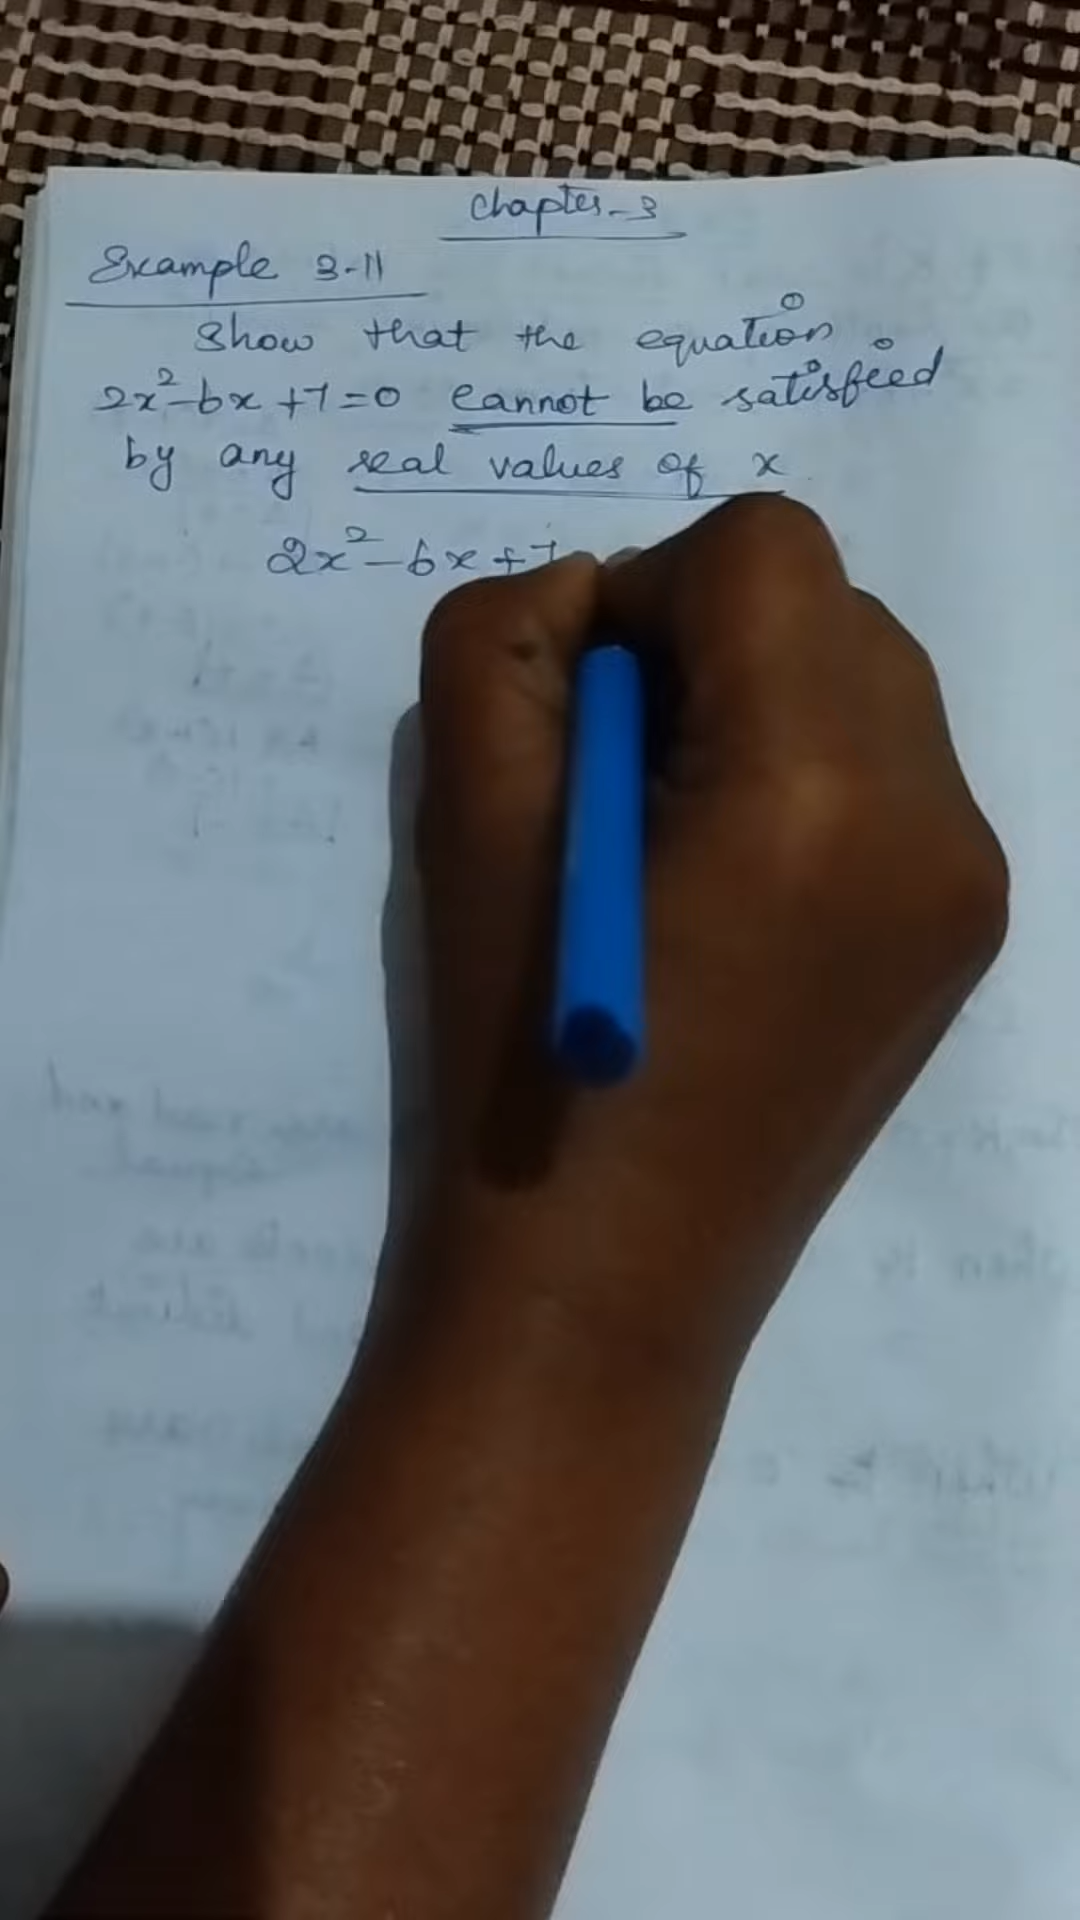 Chapter-3
Example 3.11
Show that the equation
2x²-6x+7=0 cannot be satisfied
by any real values of x
2x²-6x+7